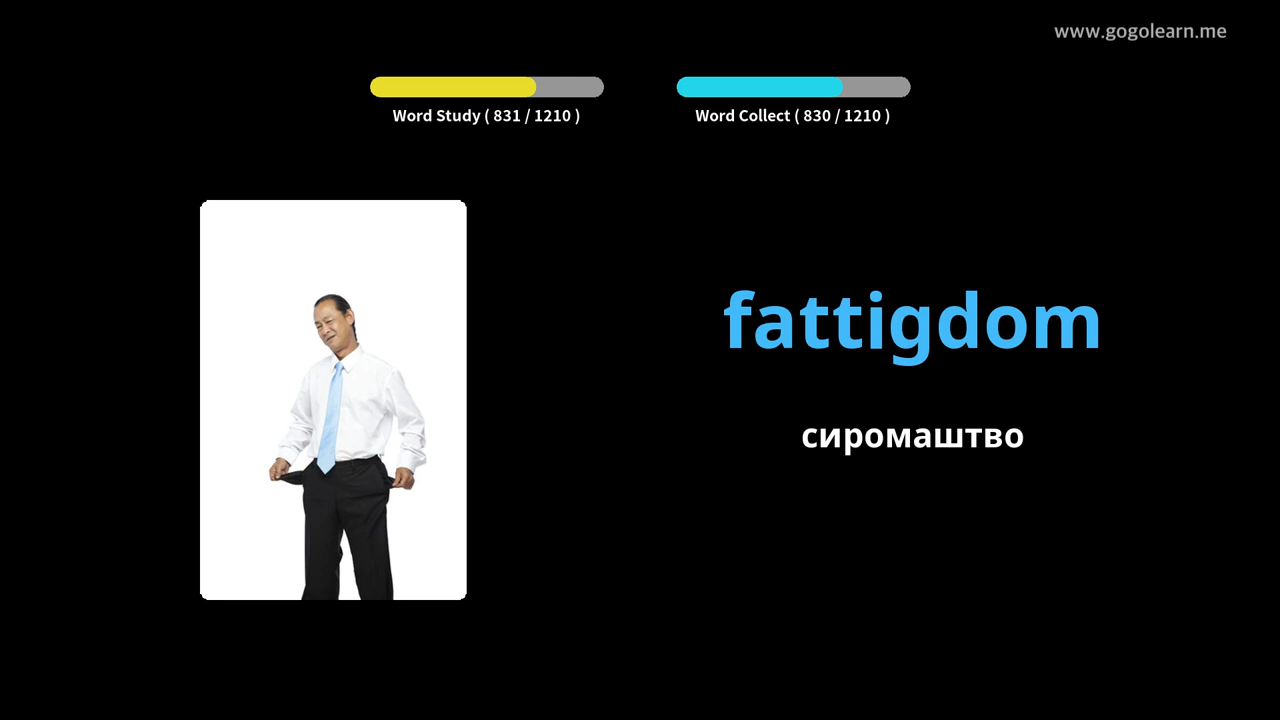 www.gogolearn.me
Word Study ( 831 / 1210 )
Word Collect ( 830 / 1210 )
fattigdom
сиромаштво